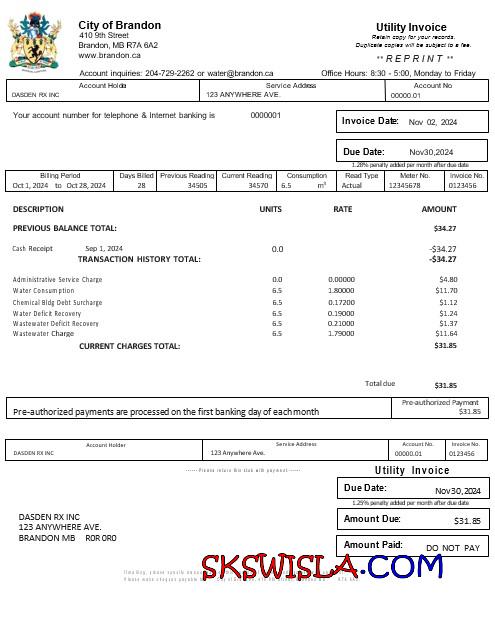 City of Brandon
410 9th Street
Brandon, MB R7A 6A2
www.brandon.ca
Utility Invoice
Retain copy for your records.
Duplicate copies will be subject to a fee.
** REPRINT **
Account inquiries: 204-729-2262 or water@brandon.ca
Office Hours: 8:30 - 5:00, Monday to Friday
Account Holder Service Address Account No
DASDEN RX INC 123 ANYWHERE AVE. 00000.01
Your account number for telephone & Internet banking is 0000001
Invoice Date: Nov 02, 2024
Due Date: Nov30,2024
1.28% penalty added per month after due date
Billing Period Days Billed Previous Reading Current Reading Consumption Read Type Meter No. Invoice No.
Oct 1, 2024 to Oct 28, 2024 28 34505 34570 6.5 m³ Actual 12345678 0123456
DESCRIPTION UNITS RATE AMOUNT
PREVIOUS BALANCE TOTAL: $34.27
Cash Receipt Sep 1, 2024 0.0 -$34.27
TRANSACTION HISTORY TOTAL: -$34.27
Administrative Service Charge 0.0 0.00000 $4.80
Water Consumption 6.5 1.80000 $11.70
Chemical Bldg Debt Surcharge 6.5 0.17200 $1.12
Water Deficit Recovery 6.5 0.19000 $1.24
Wastewater Deficit Recovery 6.5 0.21000 $1.37
Wastewater Charge 6.5 1.79000 $11.64
CURRENT CHARGES TOTAL: $31.85
Total due $31.85
Pre-authorized payments are processed on the first banking day of each month
Pre-authorized Payment
$31.85
Account Holder Service Address Account No. Invoice No.
DASDEN RX INC 123 Anywhere Ave. 00000.01 0123456
------Please return this stub with payment------
Utility Invoice
Due Date: Nov30,2024
1.25% penalty added per month after due date
DASDEN RX INC
123 ANYWHERE AVE.
BRANDON MB R0R 0R0
Amount Due: $31.85
Amount Paid: DO NOT PAY
SKSWISLA.COM